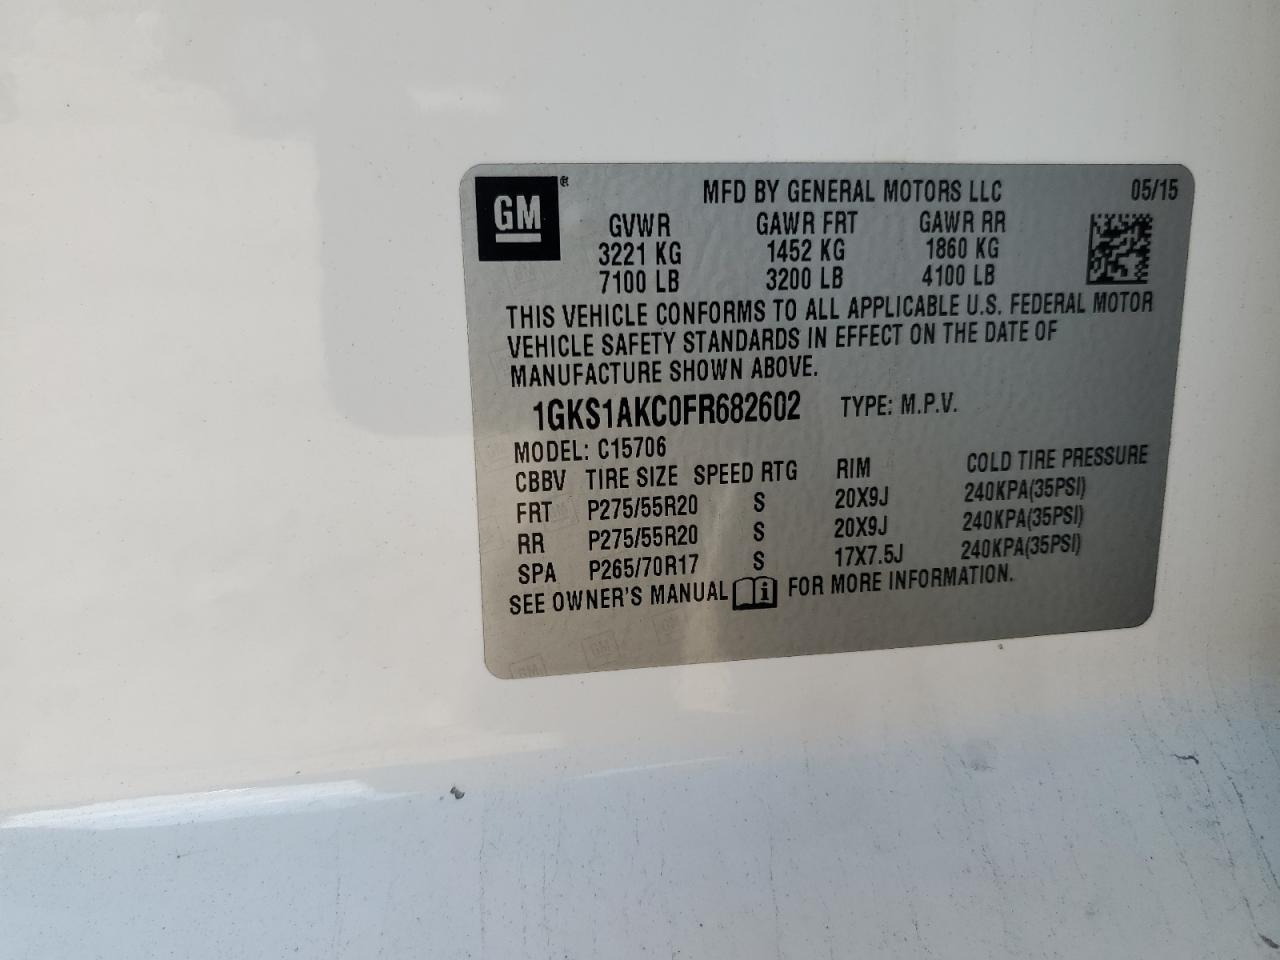 GM ® MFD BY GENERAL MOTORS LLC 05/15
GVWR GAWR FRT GAWR RR
3221 KG 1452 KG 1860 KG
7100 LB 3200 LB 4100 LB
THIS VEHICLE CONFORMS TO ALL APPLICABLE U.S. FEDERAL MOTOR
VEHICLE SAFETY STANDARDS IN EFFECT ON THE DATE OF
MANUFACTURE SHOWN ABOVE.
1GKS1AKC0FR682602 TYPE: M.P.V.
MODEL: C15706
CBBV TIRE SIZE SPEED RTG RIM COLD TIRE PRESSURE
FRT P275/55R20 S 20X9J 240KPA(35PSI)
RR P275/55R20 S 20X9J 240KPA(35PSI)
SPA P265/70R17 S 17X7.5J 240KPA(35PSI)
SEE OWNER'S MANUAL i FOR MORE INFORMATION.
GM GM GM